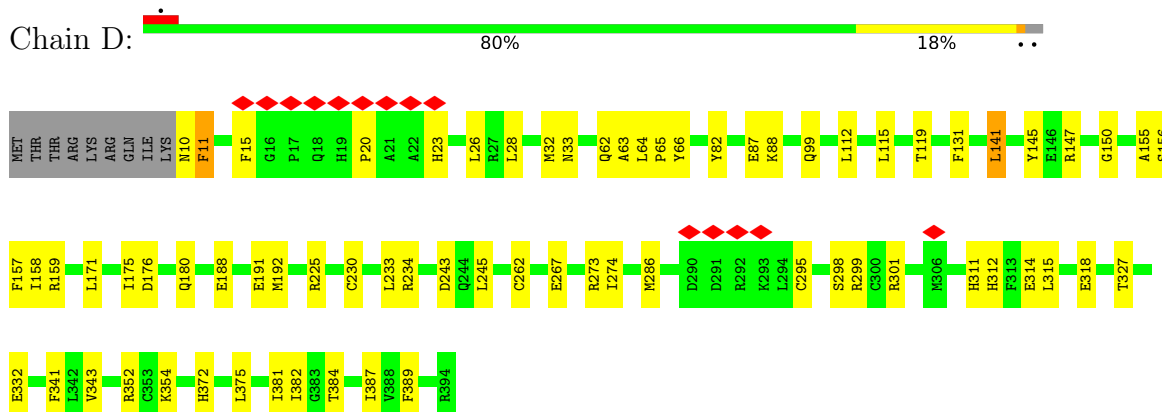 Chain D:
80% 18%
MET THR THR ARG LYS ARG GLN ILE LYS N10 F11 F15 G16 P17 Q18 H19 P20 A21 A22 H23 L26 R27 L28 M32 N33 Q62 A63 L64 P65 Y66 Y82 E87 K88 Q99 L112 L115 T119 F131 L141 Y145 E146 R147 G150 A155 S156
F157 I158 R159 L171 I175 D176 Q180 E188 E191 M192 R225 C230 L233 R234 D243 Q244 L245 C262 E267 R273 I274 M286 D290 D291 R292 K293 L294 C295 S298 R299 C300 R301 M306 H311 H312 F313 E314 L315 E318 T327
E332 F341 L342 V343 R352 C353 K354 H372 L375 I381 I382 G383 T384 I387 V388 F389 R394